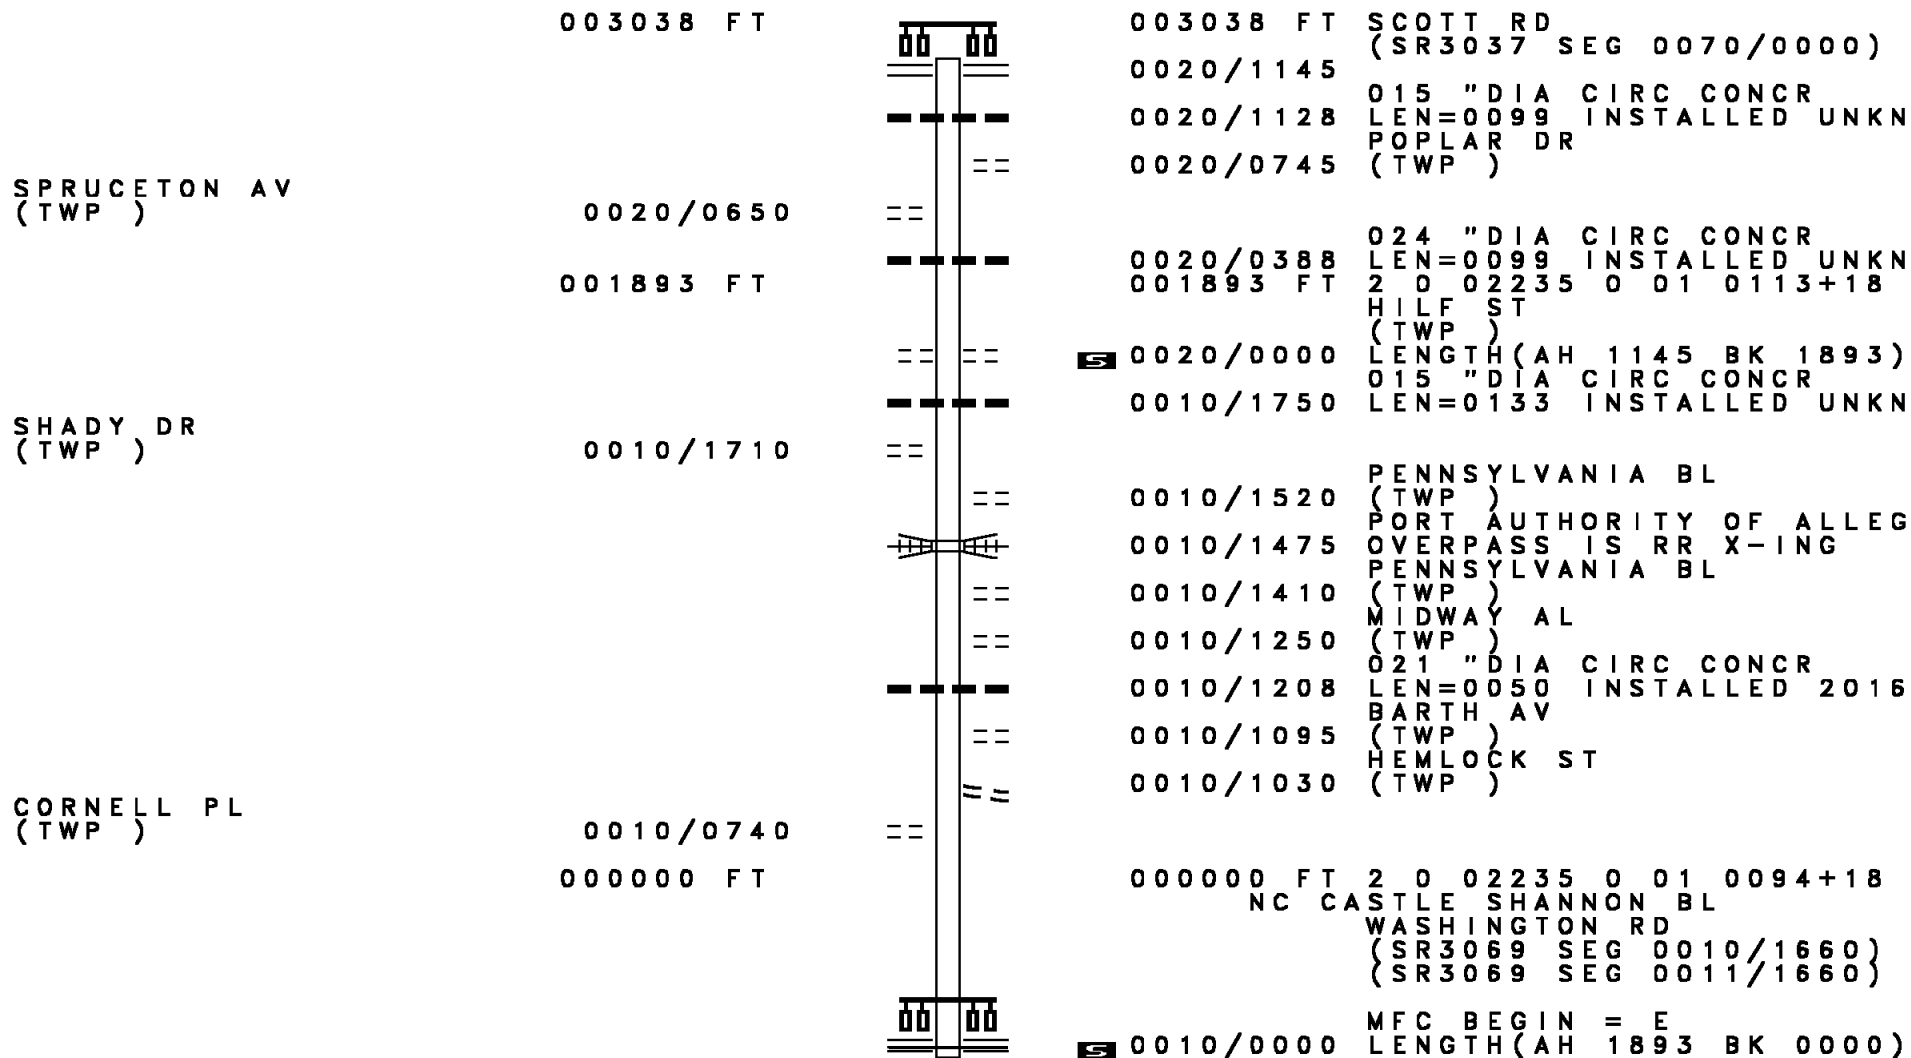 003038 FT 003038 FT SCOTT RD
(SR3037 SEG 0070/0000)
0020/1145
015 "DIA CIRC CONCR
0020/1128 LEN=0099 INSTALLED UNKN
POPLAR DR
0020/0745 (TWP )
SPRUCETON AV
(TWP ) 0020/0650
024 "DIA CIRC CONCR
0020/0388 LEN=0099 INSTALLED UNKN
001893 FT 001893 FT 2 0 02235 0 01 0113+18
HILF ST
(TWP )
S 0020/0000 LENGTH(AH 1145 BK 1893)
015 "DIA CIRC CONCR
0010/1750 LEN=0133 INSTALLED UNKN
SHADY DR
(TWP ) 0010/1710
PENNSYLVANIA BL
0010/1520 (TWP )
PORT AUTHORITY OF ALLEG
0010/1475 OVERPASS IS RR X-ING
PENNSYLVANIA BL
0010/1410 (TWP )
MIDWAY AL
0010/1250 (TWP )
021 "DIA CIRC CONCR
0010/1208 LEN=0050 INSTALLED 2016
BARTH AV
0010/1095 (TWP )
HEMLOCK ST
0010/1030 (TWP )
CORNELL PL
(TWP ) 0010/0740
000000 FT 000000 FT 2 0 02235 0 01 0094+18
NC CASTLE SHANNON BL
WASHINGTON RD
(SR3069 SEG 0010/1660)
(SR3069 SEG 0011/1660)
MFC BEGIN = E
S 0010/0000 LENGTH(AH 1893 BK 0000)